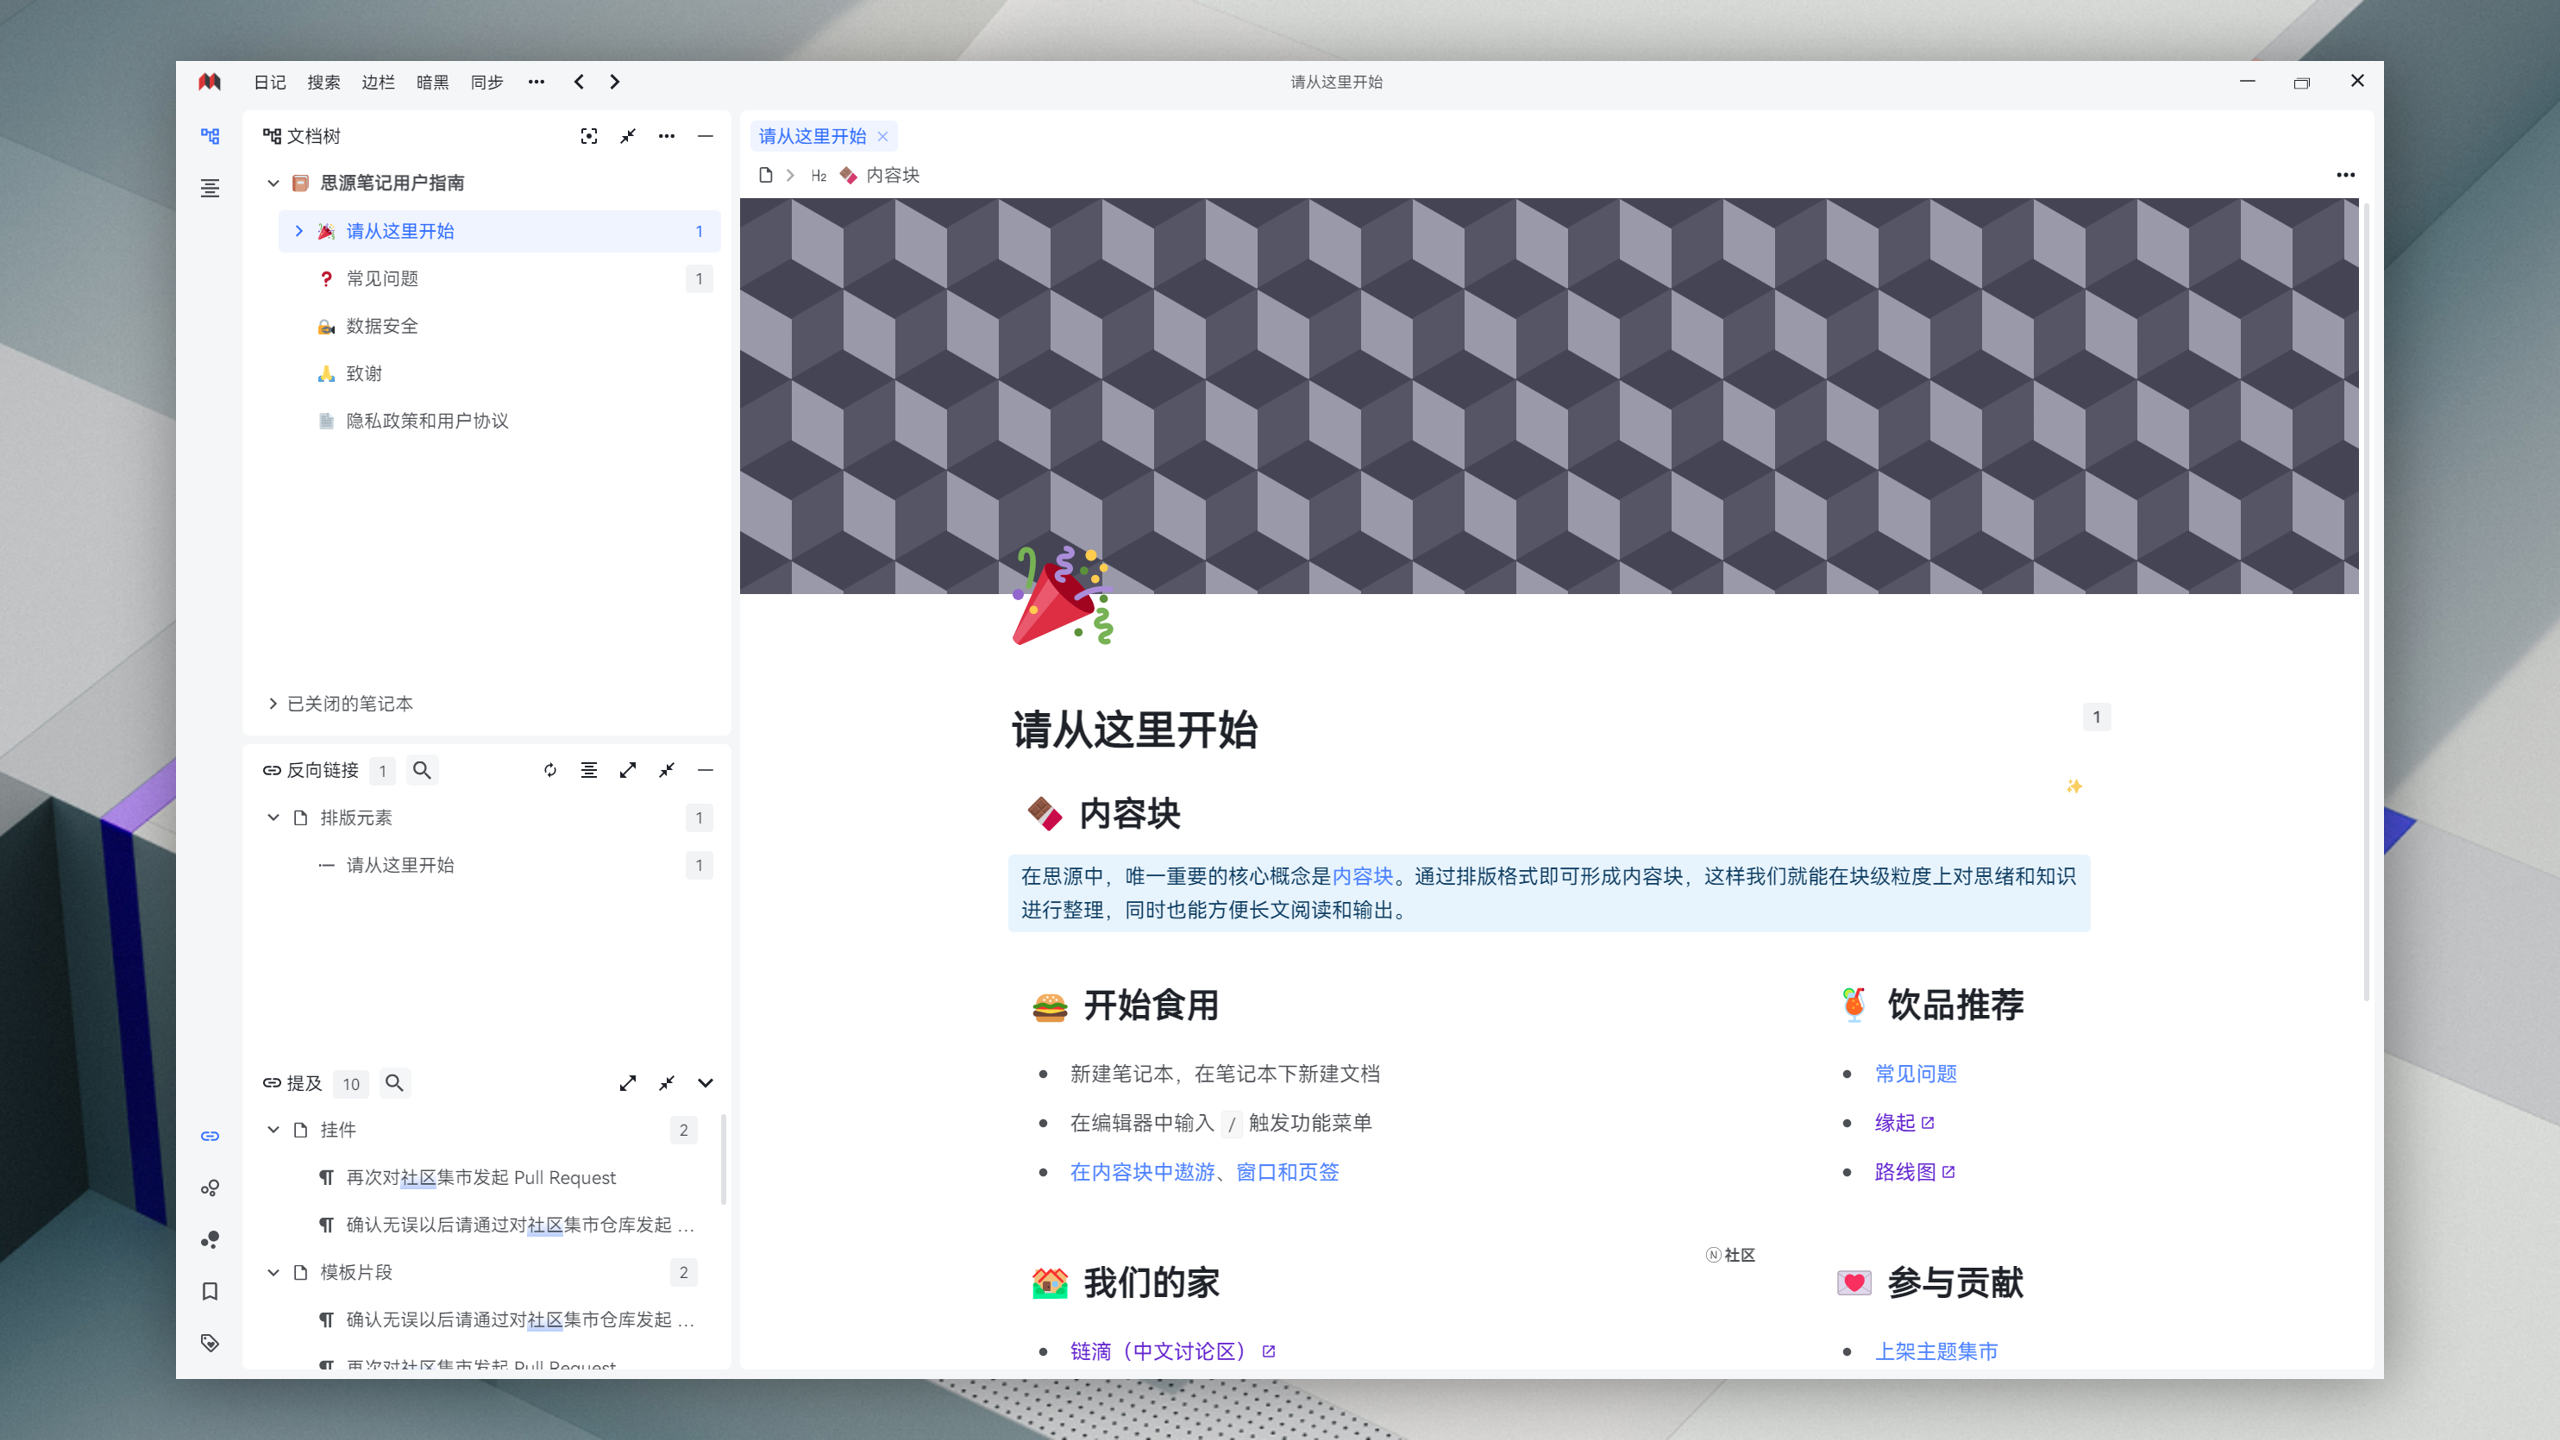 日记 搜索 边栏 暗黑 同步
请从这里开始
文档树
思源笔记用户指南
请从这里开始 1
常见问题 1
数据安全
致谢
隐私政策和用户协议
已关闭的笔记本
反向链接 1
排版元素 1
请从这里开始 1
提及 10
挂件 2
再次对社区集市发起 Pull Request
确认无误以后请通过对社区集市仓库发起 ...
模板片段 2
确认无误以后请通过对社区集市仓库发起 ...
再次对社区集市发起 Pull Request
请从这里开始
H2 内容块
请从这里开始 1
内容块
在思源中，唯一重要的核心概念是内容块。通过排版格式即可形成内容块，这样我们就能在块级粒度上对思绪和知识
进行整理，同时也能方便长文阅读和输出。
开始食用
新建笔记本，在笔记本下新建文档
在编辑器中输入 / 触发功能菜单
在内容块中遨游、窗口和页签
饮品推荐
常见问题
缘起
路线图
我们的家
N 社区
链滴（中文讨论区）
参与贡献
上架主题集市